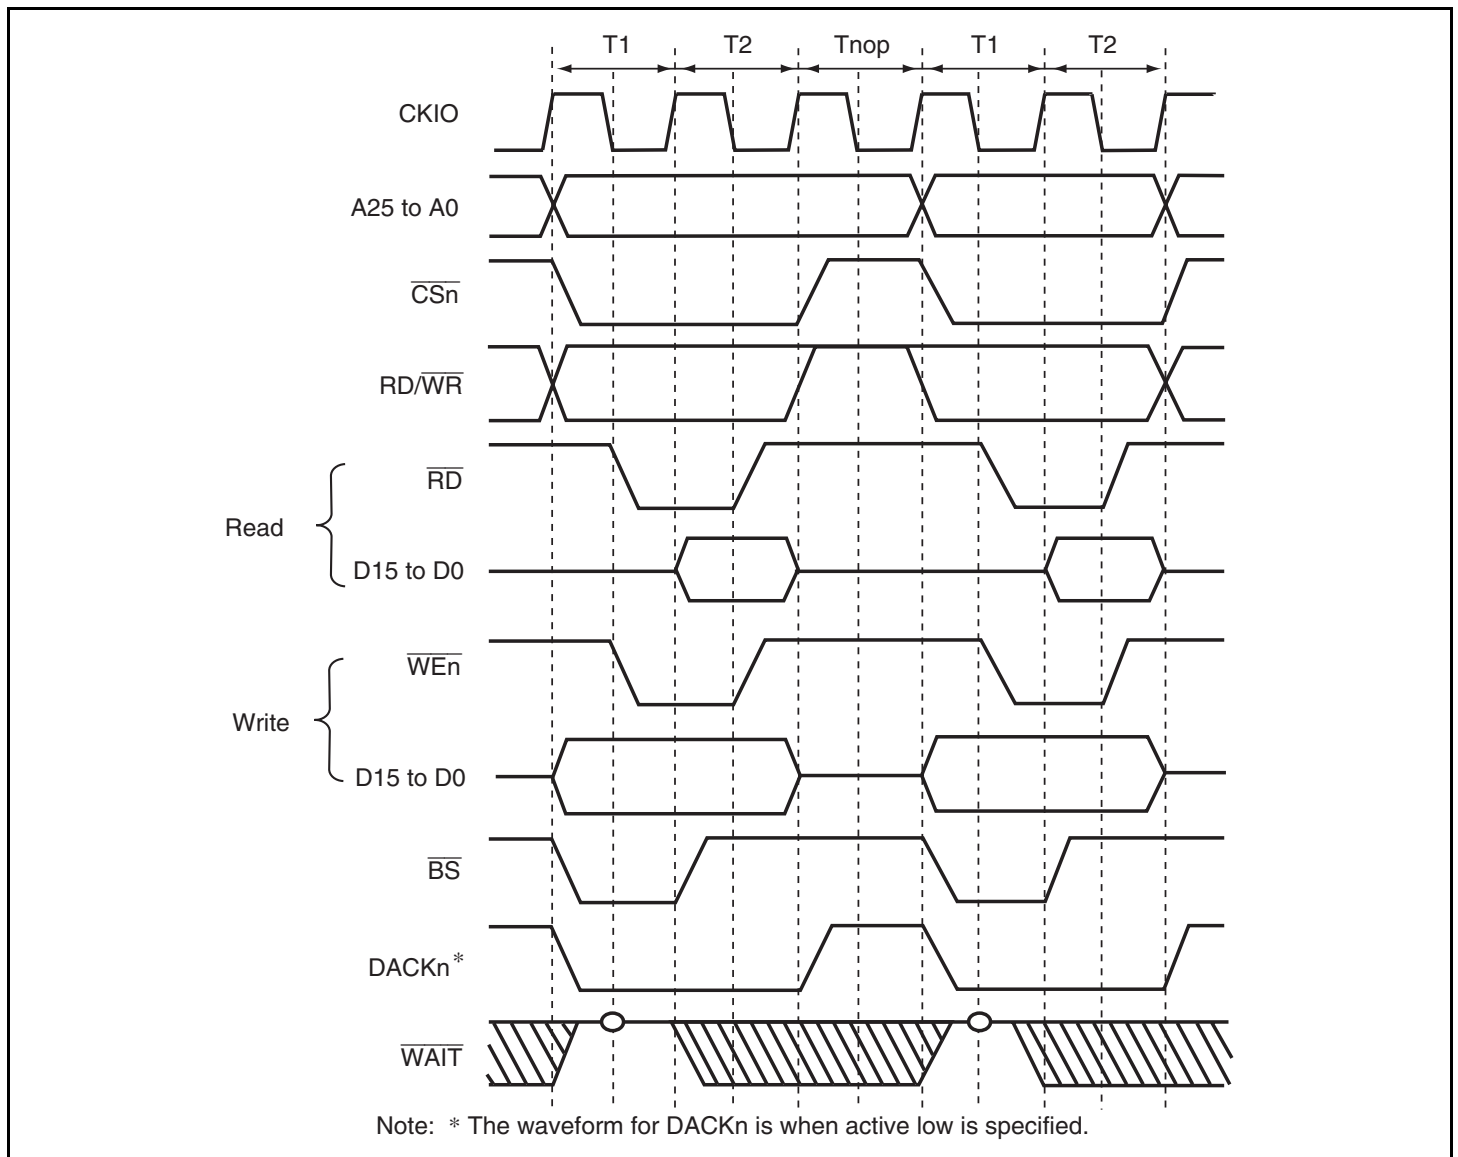 T1 T2 Tnop T1 T2
CKIO
A25 to A0
CSn
RD/WR
RD
Read
D15 to D0
WEn
Write
D15 to D0
BS
DACKn*
WAIT
Note: * The waveform for DACKn is when active low is specified.